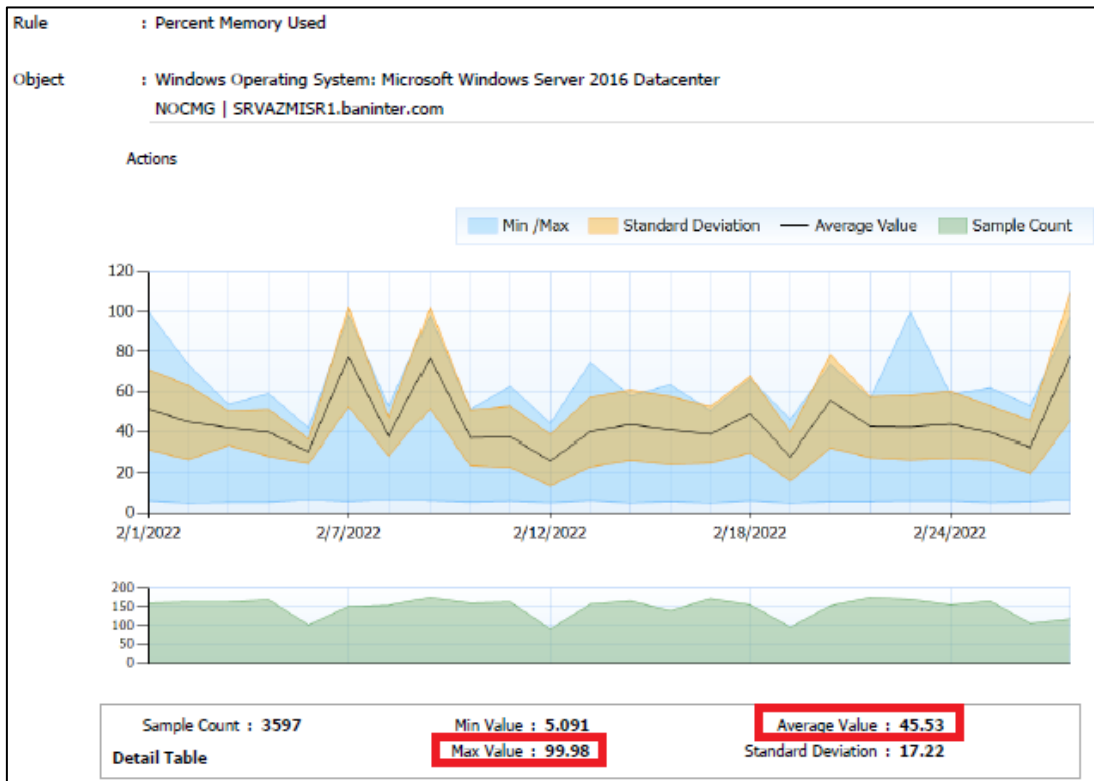 Rule : Percent Memory Used
Object : Windows Operating System: Microsoft Windows Server 2016 Datacenter
NOCMG | SRVAZMISR1.baninter.com
Actions
Min /Max Standard Deviation Average Value Sample Count
120
100
80
60
40
20
0
2/1/2022 2/7/2022 2/12/2022 2/18/2022 2/24/2022
200
150
100
50
0
Sample Count : 3597 Min Value : 5.091 Average Value : 45.53
Detail Table Max Value : 99.98 Standard Deviation : 17.22